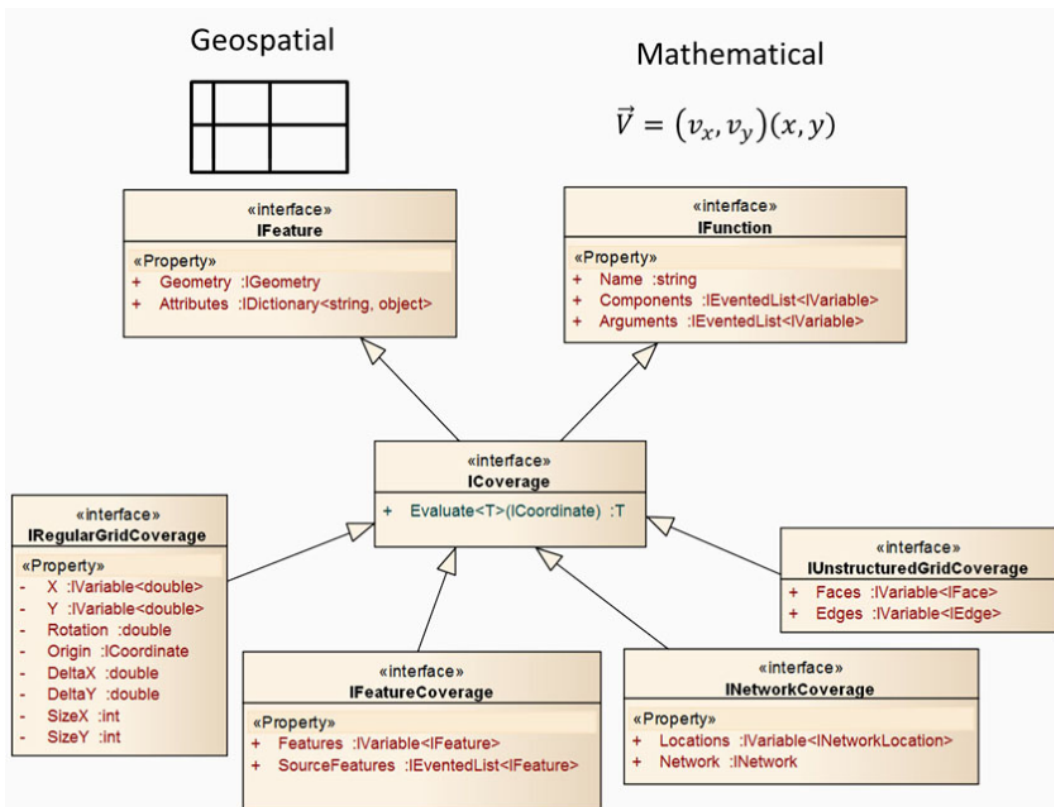 Geospatial
Mathematical
V⃗ = (vₓ, vᵧ)(x, y)
«interface»
IFeature
«Property»
+ Geometry :IGeometry
+ Attributes :IDictionary<string, object>
«interface»
IFunction
«Property»
+ Name :string
+ Components :IEventedList<IVariable>
+ Arguments :IEventedList<IVariable>
«interface»
ICoverage
+ Evaluate<T>(ICoordinate) :T
«interface»
IRegularGridCoverage
«Property»
- X :IVariable<double>
- Y :IVariable<double>
- Rotation :double
- Origin :ICoordinate
- DeltaX :double
- DeltaY :double
- SizeX :int
- SizeY :int
«interface»
IFeatureCoverage
«Property»
+ Features :IVariable<IFeature>
+ SourceFeatures :IEventedList<IFeature>
«interface»
INetworkCoverage
«Property»
+ Locations :IVariable<INetworkLocation>
+ Network :INetwork
«interface»
IUnstructuredGridCoverage
+ Faces :IVariable<IFace>
+ Edges :IVariable<IEdge>